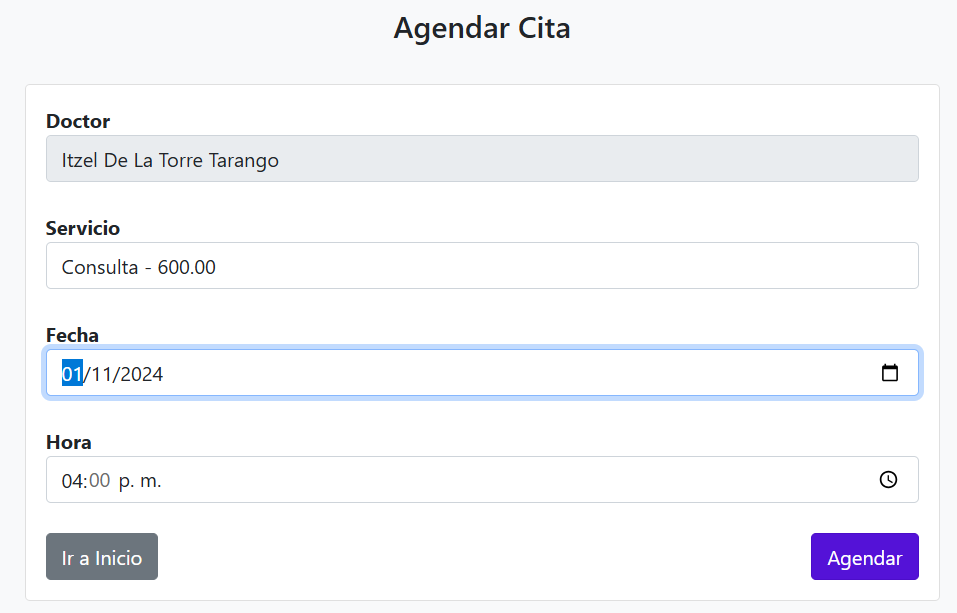 Agendar Cita
Doctor
Itzel De La Torre Tarango
Servicio
Consulta - 600.00
Fecha
01/11/2024
Hora
04:00 p. m.
Ir a Inicio
Agendar